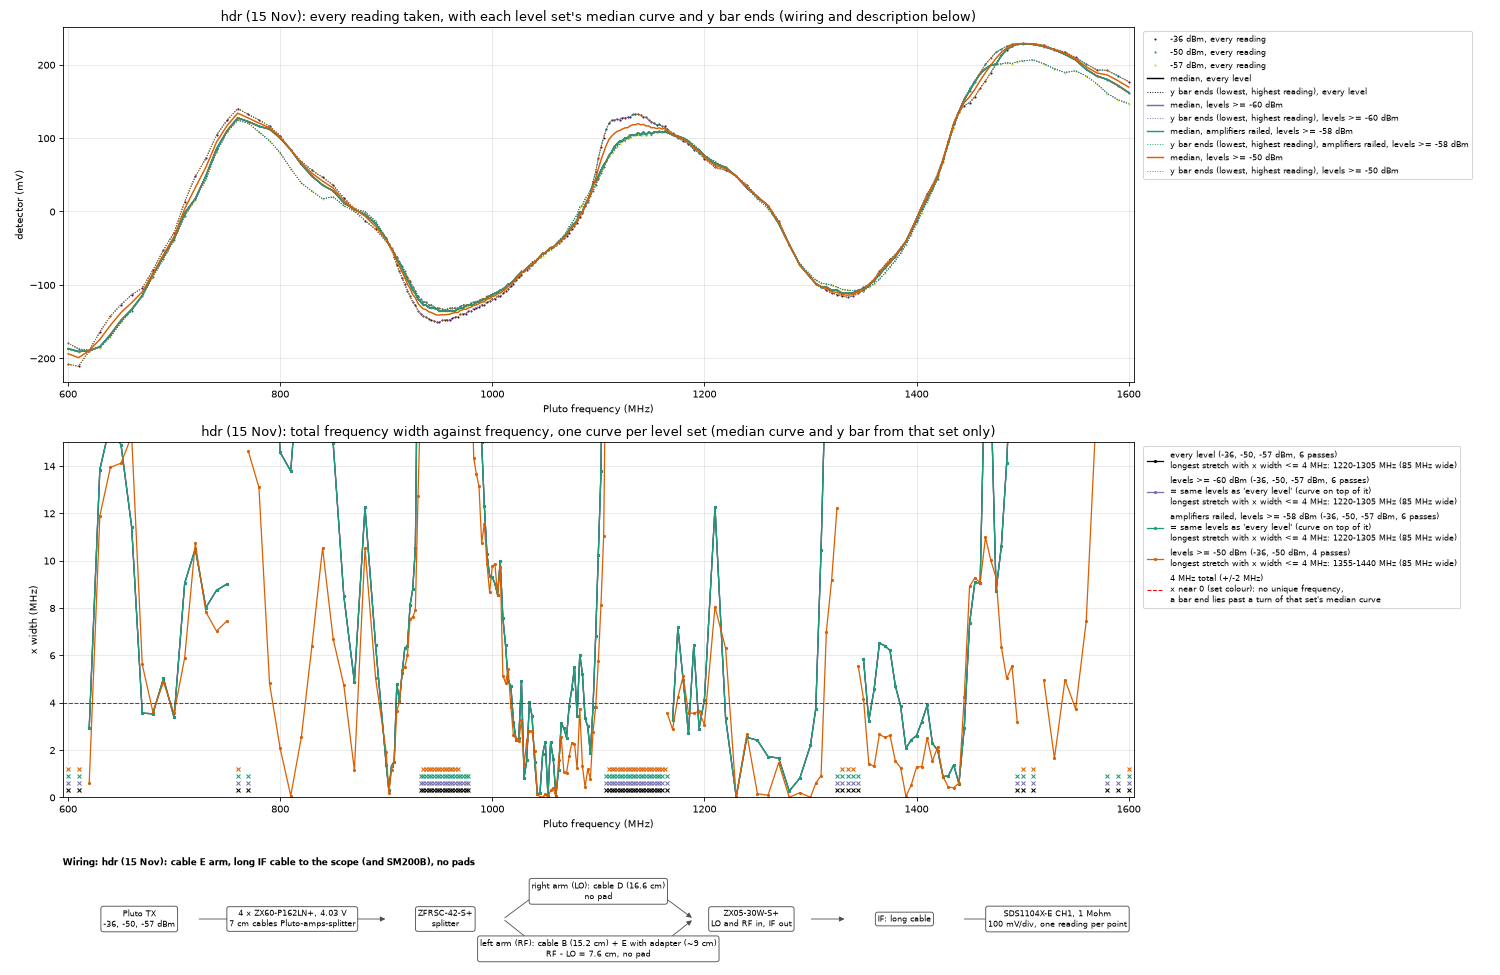 hdr (15 Nov): every reading taken, with each level set's median curve and y bar ends (wiring and description below)
detector (mV)
200
100
0
−100
−200
600
800
1000
1200
1400
1600
Pluto frequency (MHz)
-36 dBm, every reading
-50 dBm, every reading
-57 dBm, every reading
median, every level
y bar ends (lowest, highest reading), every level
median, levels >= -60 dBm
y bar ends (lowest, highest reading), levels >= -60 dBm
median, amplifiers railed, levels >= -58 dBm
y bar ends (lowest, highest reading), amplifiers railed, levels >= -58 dBm
median, levels >= -50 dBm
y bar ends (lowest, highest reading), levels >= -50 dBm
hdr (15 Nov): total frequency width against frequency, one curve per level set (median curve and y bar from that set only)
x width (MHz)
14
12
10
8
6
4
2
0
600
800
1000
1200
1400
1600
Pluto frequency (MHz)
every level (-36, -50, -57 dBm, 6 passes)
longest stretch with x width <= 4 MHz: 1220-1305 MHz (85 MHz wide)
levels >= -60 dBm (-36, -50, -57 dBm, 6 passes)
= same levels as 'every level' (curve on top of it)
longest stretch with x width <= 4 MHz: 1220-1305 MHz (85 MHz wide)
amplifiers railed, levels >= -58 dBm (-36, -50, -57 dBm, 6 passes)
= same levels as 'every level' (curve on top of it)
longest stretch with x width <= 4 MHz: 1220-1305 MHz (85 MHz wide)
levels >= -50 dBm (-36, -50 dBm, 4 passes)
longest stretch with x width <= 4 MHz: 1355-1440 MHz (85 MHz wide)
4 MHz total (+/-2 MHz)
x near 0 (set colour): no unique frequency,
a bar end lies past a turn of that set's median curve
Wiring: hdr (15 Nov): cable E arm, long IF cable to the scope (and SM200B), no pads
Pluto TX
-36, -50, -57 dBm
4 x ZX60-P162LN+, 4.03 V
7 cm cables Pluto-amps-splitter
ZFRSC-42-S+
splitter
right arm (LO): cable D (16.6 cm)
no pad
left arm (RF): cable B (15.2 cm) + E with adapter (~9 cm)
RF - LO = 7.6 cm, no pad
ZX05-30W-S+
LO and RF in, IF out
IF: long cable
SDS1104X-E CH1, 1 Mohm
100 mV/div, one reading per point